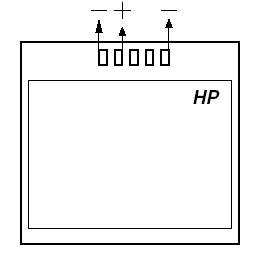 — + —
HP